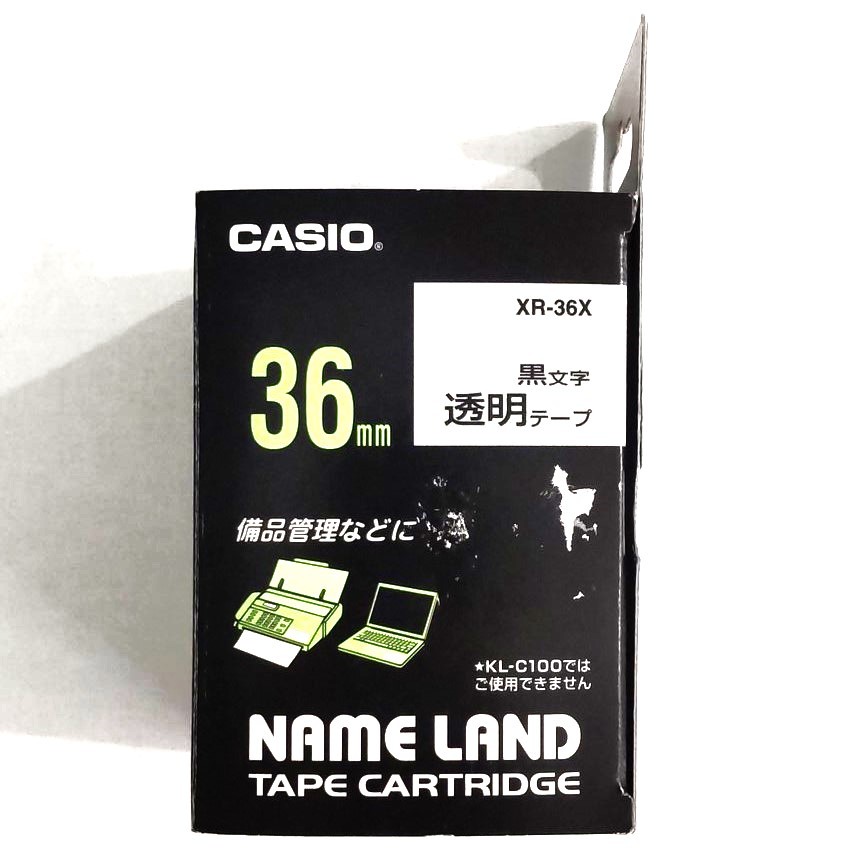 CASIO®
XR-36X
黒文字
透明テープ
36mm
備品管理などに
★KL-C100では
ご使用できません
NAME LAND
TAPE CARTRIDGE